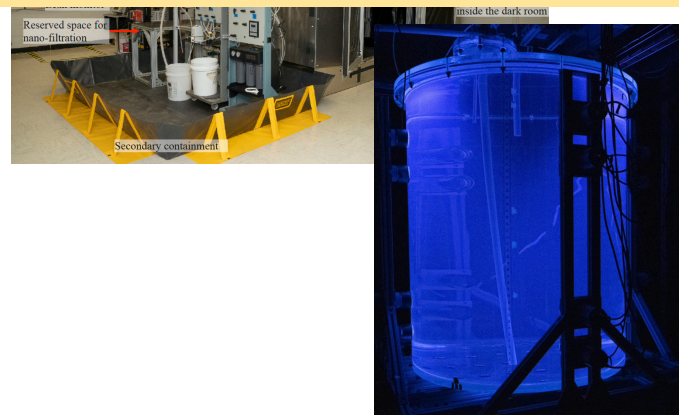 Reserved space for
nano-filtration
Secondary containment
inside the dark room